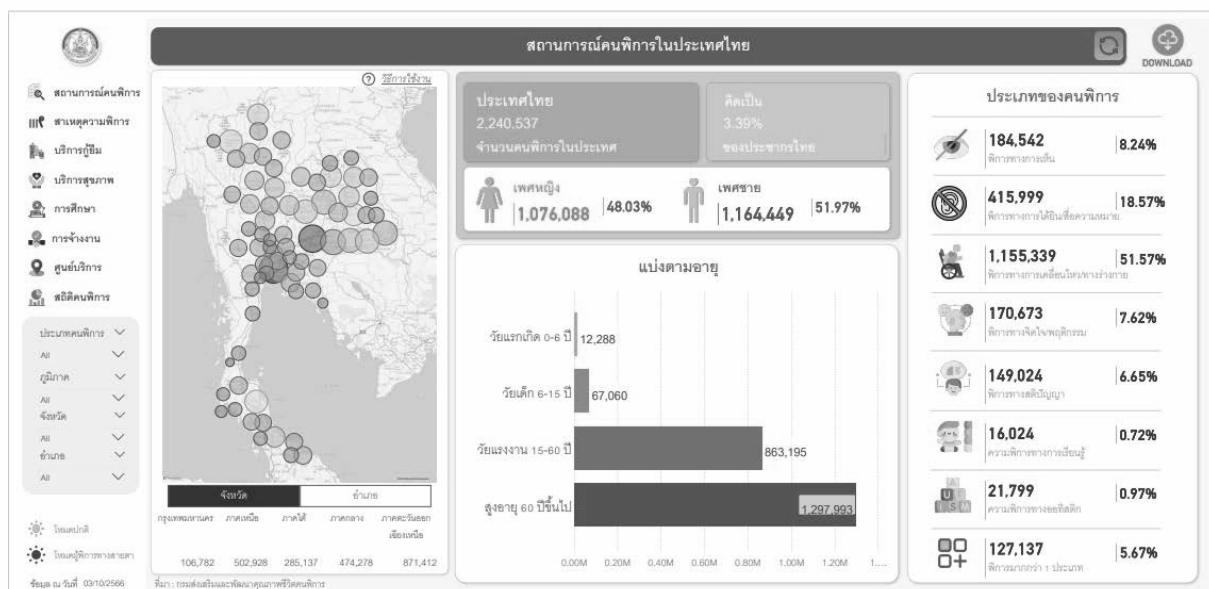 สถานการณ์คนพิการในประเทศไทย
DOWNLOAD
สถานการณ์คนพิการ
สาเหตุความพิการ
บริการกู้ยืม
บริการสุขภาพ
การศึกษา
การจ้างงาน
ศูนย์บริการ
สถิติคนพิการ
ประเภทคนพิการ
All
ภูมิภาค
All
จังหวัด
All
อำเภอ
All
โหมดปกติ
โหมดผู้พิการทางสายตา
ข้อมูล ณ วันที่ 03/10/2566
วิธีการใช้งาน
จังหวัด อำเภอ
กรุงเทพมหานคร ภาคเหนือ ภาคใต้ ภาคกลาง ภาคตะวันออก
เฉียงเหนือ
106,782 502,928 285,137 474,278 871,412
ที่มา : กรมส่งเสริมและพัฒนาคุณภาพชีวิตคนพิการ
ประเทศไทย
2,240,537
จำนวนคนพิการในประเทศ
คิดเป็น
3.39%
ของประชากรไทย
เพศหญิง
1,076,088 48.03%
เพศชาย
1,164,449 51.97%
แบ่งตามอายุ
วัยแรกเกิด 0-6 ปี 12,288
วัยเด็ก 6-15 ปี 67,060
วัยแรงงาน 15-60 ปี 863,195
สูงอายุ 60 ปีขึ้นไป 1,297,993
0.00M 0.20M 0.40M 0.60M 0.80M 1.00M 1.20M 1....
ประเภทของคนพิการ
184,542 8.24%
พิการทางการเห็น
415,999 18.57%
พิการทางการได้ยิน/สื่อความหมาย
1,155,339 51.57%
พิการทางการเคลื่อนไหว/ทางร่างกาย
170,673 7.62%
พิการทางจิตใจ/พฤติกรรม
149,024 6.65%
พิการทางสติปัญญา
16,024 0.72%
ความพิการทางการเรียนรู้
21,799 0.97%
ความพิการทางออทิสติก
127,137 5.67%
พิการมากกว่า 1 ประเภท